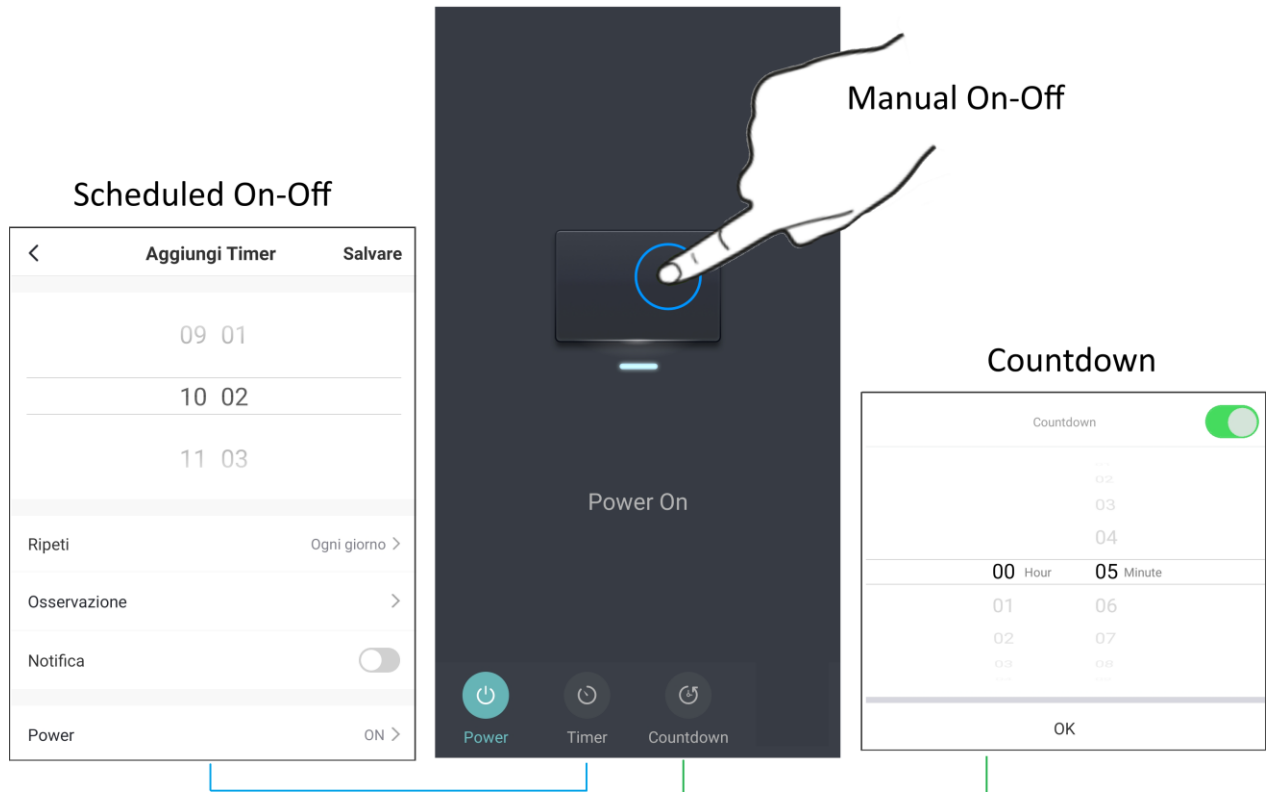 Manual On-Off
Scheduled On-Off
Aggiungi Timer Salvare
09 01
10 02
11 03
Ripeti Ogni giorno
Osservazione
Notifica
Power ON
Power On
Power Timer Countdown
Countdown
Countdown
02
03
04
00 Hour 05 Minute
01 06
02 07
03 08
OK